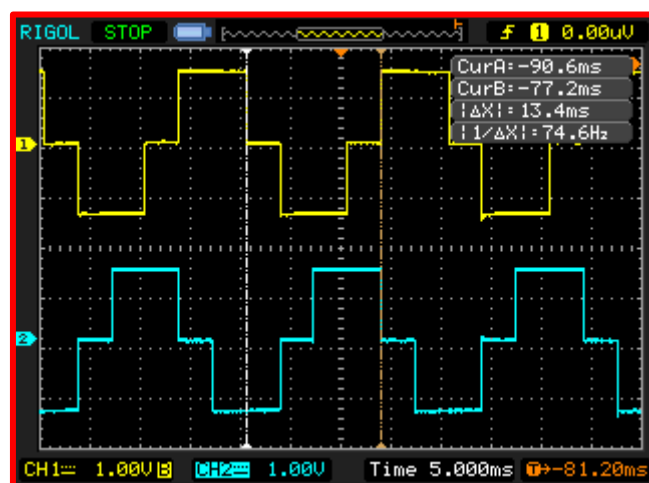 RIGOL STOP 1 0.00uV
CurA=-90.6ms
CurB=-77.2ms
|ΔX|= 13.4ms
|1/ΔX|=74.6Hz
1
2
CH1 1.00V B CH2 1.00V Time 5.000ms T→-81.20ms